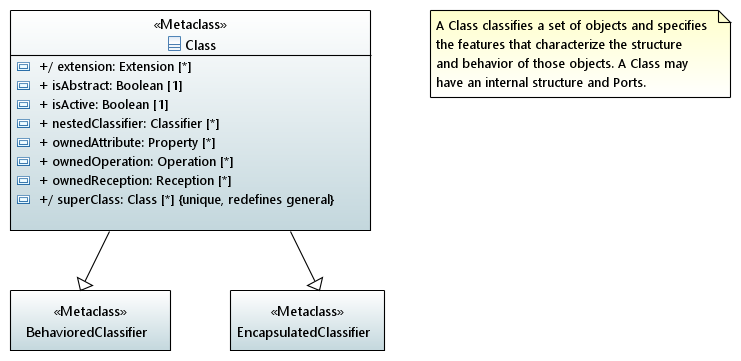 «Metaclass»
Class
+/ extension: Extension [*]
+ isAbstract: Boolean [1]
+ isActive: Boolean [1]
+ nestedClassifier: Classifier [*]
+ ownedAttribute: Property [*]
+ ownedOperation: Operation [*]
+ ownedReception: Reception [*]
+/ superClass: Class [*] {unique, redefines general}
A Class classifies a set of objects and specifies
the features that characterize the structure
and behavior of those objects. A Class may
have an internal structure and Ports.
«Metaclass»
BehavioredClassifier
«Metaclass»
EncapsulatedClassifier